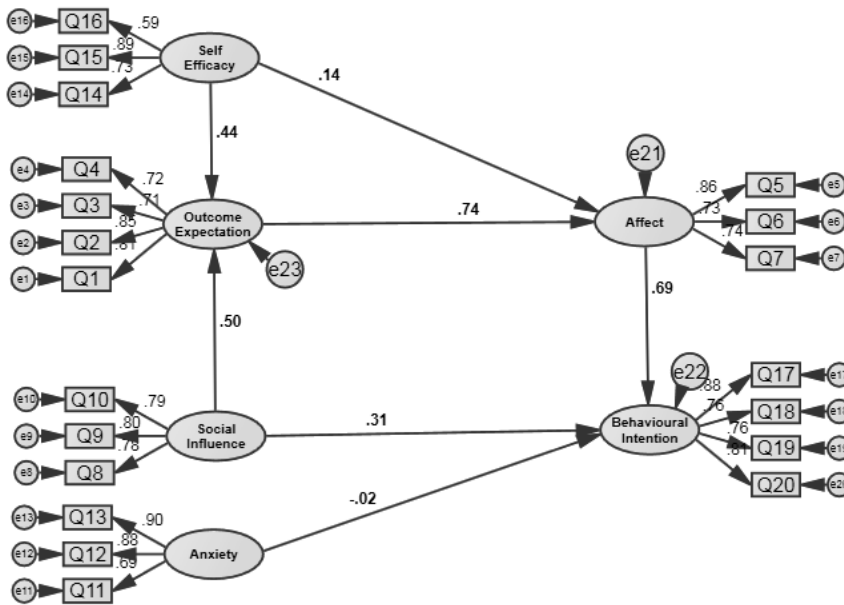 e16 Q16 .59
e15 Q15 .89
e14 Q14 .73
Self
Efficacy
.14
.44
e21
e4 Q4 .72
e3 Q3 .71
e2 Q2 .85
e1 Q1 .81
Outcome
Expectation
e23
.74
Affect
.86 Q5 e5
.73 Q6 e6
.74 Q7 e7
.69
.50
e22
e10 Q10 .79
e9 Q9 .80
e8 Q8 .78
Social
Influence
.31
Behavioural
Intention
.88 Q17 e17
.76 Q18 e18
.76 Q19 e19
.81 Q20 e20
-.02
e13 Q13 .90
e12 Q12 .88
e11 Q11 .69
Anxiety